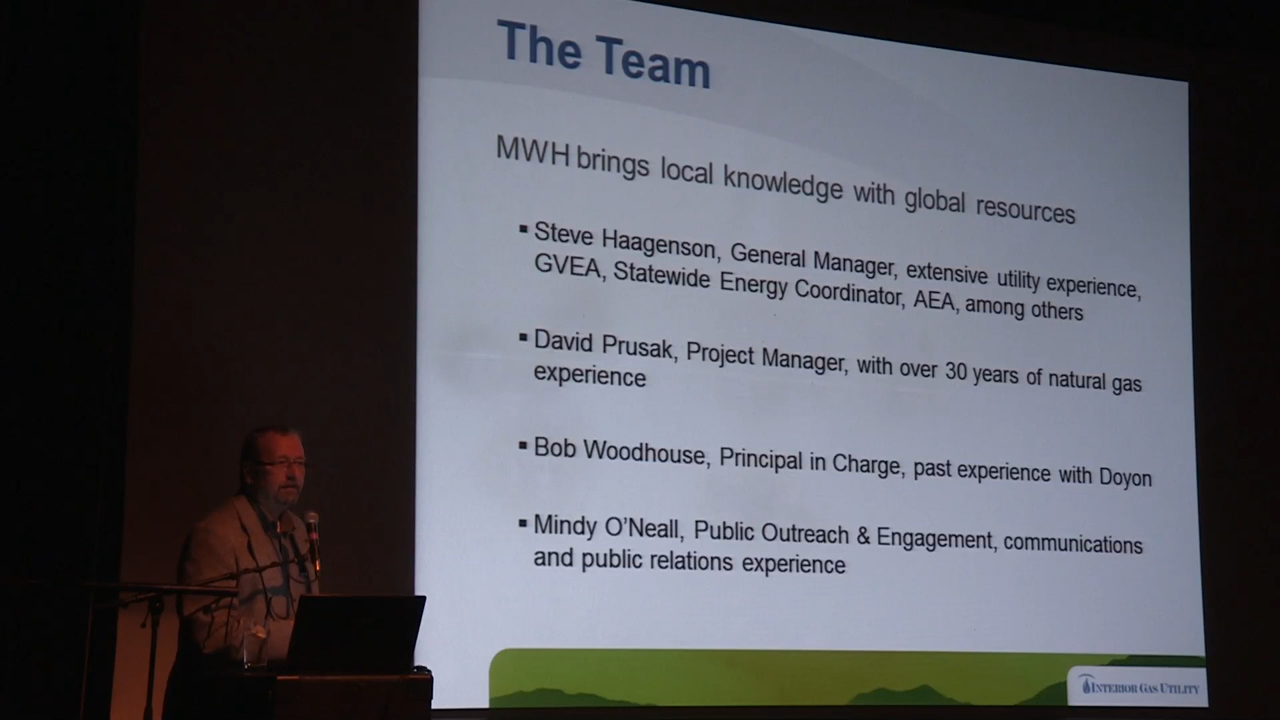 The Team
MWH brings local knowledge with global resources
▪ Steve Haagenson, General Manager, extensive utility experience,
GVEA, Statewide Energy Coordinator, AEA, among others
▪ David Prusak, Project Manager, with over 30 years of natural gas
experience
▪ Bob Woodhouse, Principal in Charge, past experience with Doyon
▪ Mindy O'Neall, Public Outreach & Engagement, communications
and public relations experience
INTERIOR GAS UTILITY